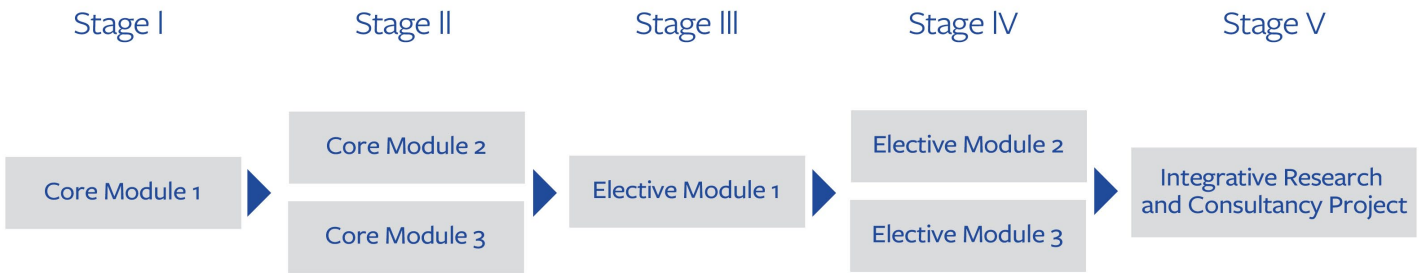 Stage I
Stage II
Stage III
Stage IV
Stage V
Core Module 1
Core Module 2
Core Module 3
Elective Module 1
Elective Module 2
Elective Module 3
Integrative Research
and Consultancy Project